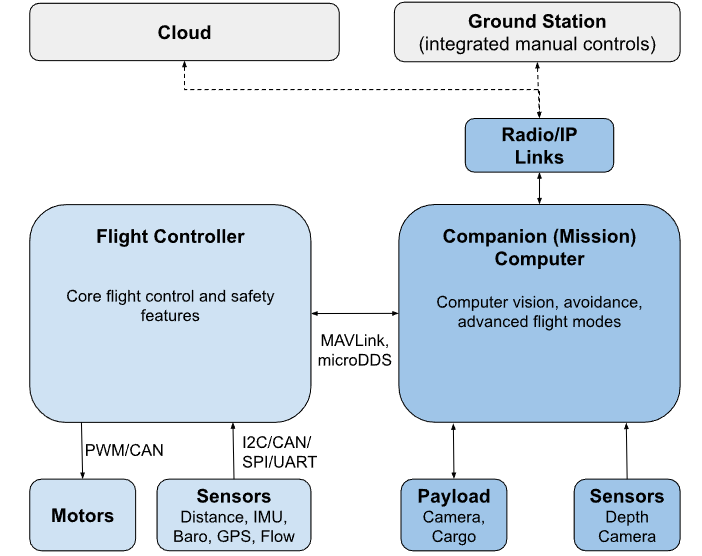 Cloud
Ground Station
(integrated manual controls)
Radio/IP
Links
Flight Controller
Core flight control and safety
features
Companion (Mission)
Computer
Computer vision, avoidance,
advanced flight modes
MAVLink,
microDDS
PWM/CAN
I2C/CAN/
SPI/UART
Motors
Sensors
Distance, IMU,
Baro, GPS, Flow
Payload
Camera,
Cargo
Sensors
Depth
Camera